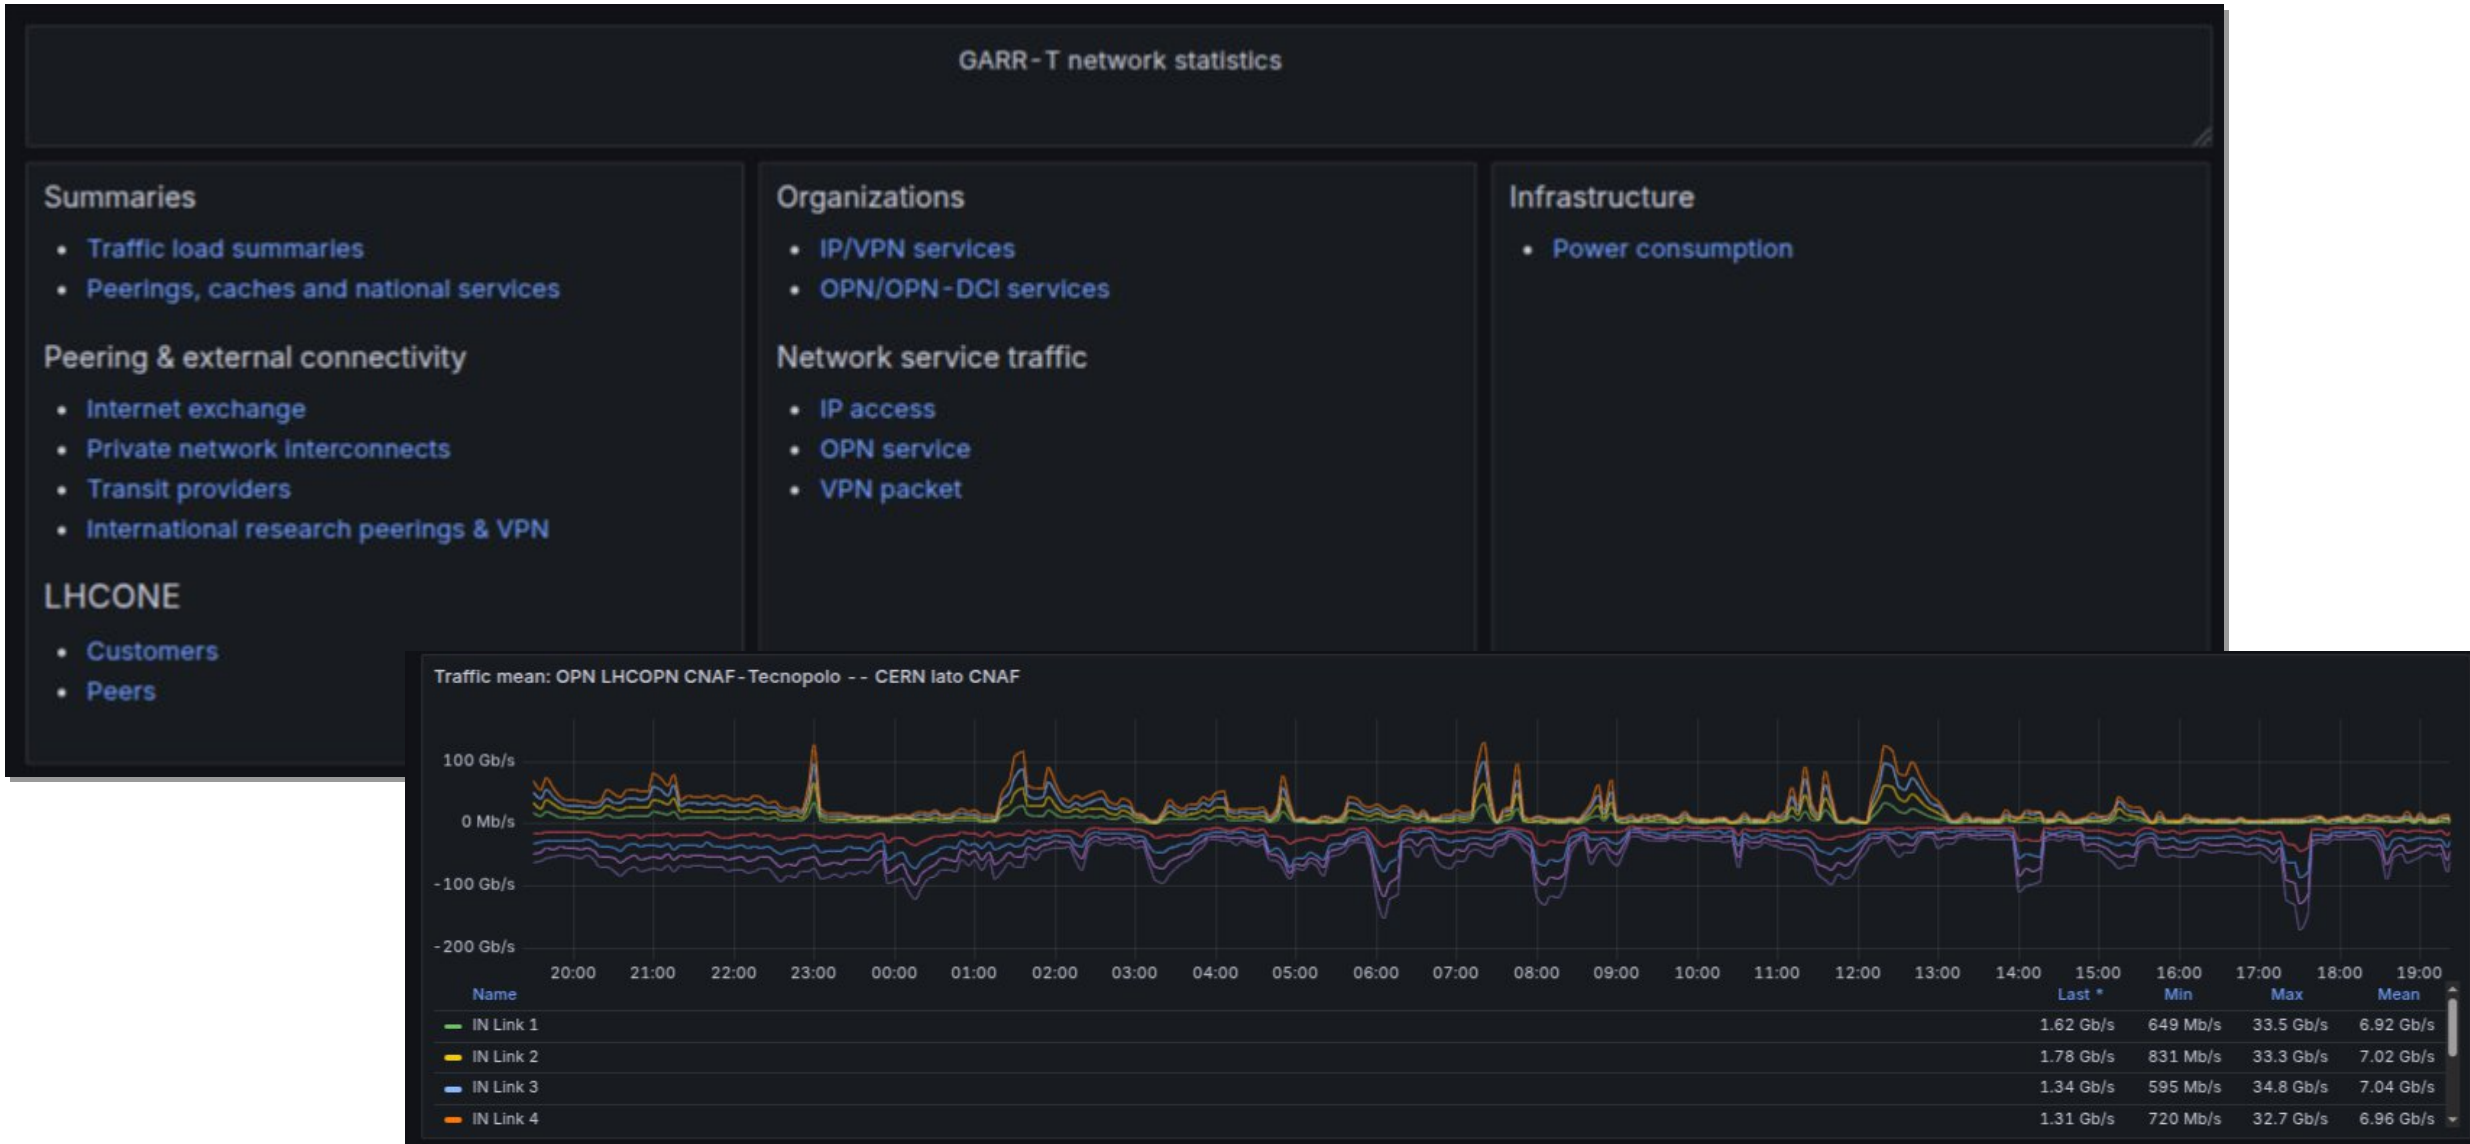 GARR-T network statistics
Summaries
Traffic load summaries
Peerings, caches and national services
Peering & external connectivity
Internet exchange
Private network interconnects
Transit providers
International research peerings & VPN
LHCONE
Customers
Peers
Organizations
IP/VPN services
OPN/OPN-DCI services
Network service traffic
IP access
OPN service
VPN packet
Infrastructure
Power consumption
Traffic mean: OPN LHCOPN CNAF-Tecnopolo -- CERN lato CNAF
100 Gb/s
0 Mb/s
-100 Gb/s
-200 Gb/s
20:00 21:00 22:00 23:00 00:00 01:00 02:00 03:00 04:00 05:00 06:00 07:00 08:00 09:00 10:00 11:00 12:00 13:00 14:00 15:00 16:00 17:00 18:00 19:00
Name Last * Min Max Mean
IN Link 1 1.62 Gb/s 649 Mb/s 33.5 Gb/s 6.92 Gb/s
IN Link 2 1.78 Gb/s 831 Mb/s 33.3 Gb/s 7.02 Gb/s
IN Link 3 1.34 Gb/s 595 Mb/s 34.8 Gb/s 7.04 Gb/s
IN Link 4 1.31 Gb/s 720 Mb/s 32.7 Gb/s 6.96 Gb/s